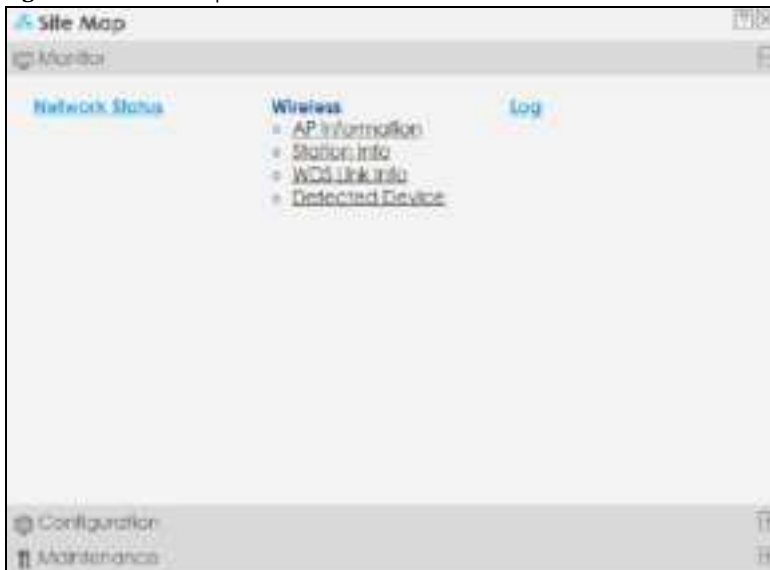 Site Map
Monitor
Network Status
Wireless
AP Information
Station Info
WDS Link Info
Detected Device
Log
Configuration
Maintenance